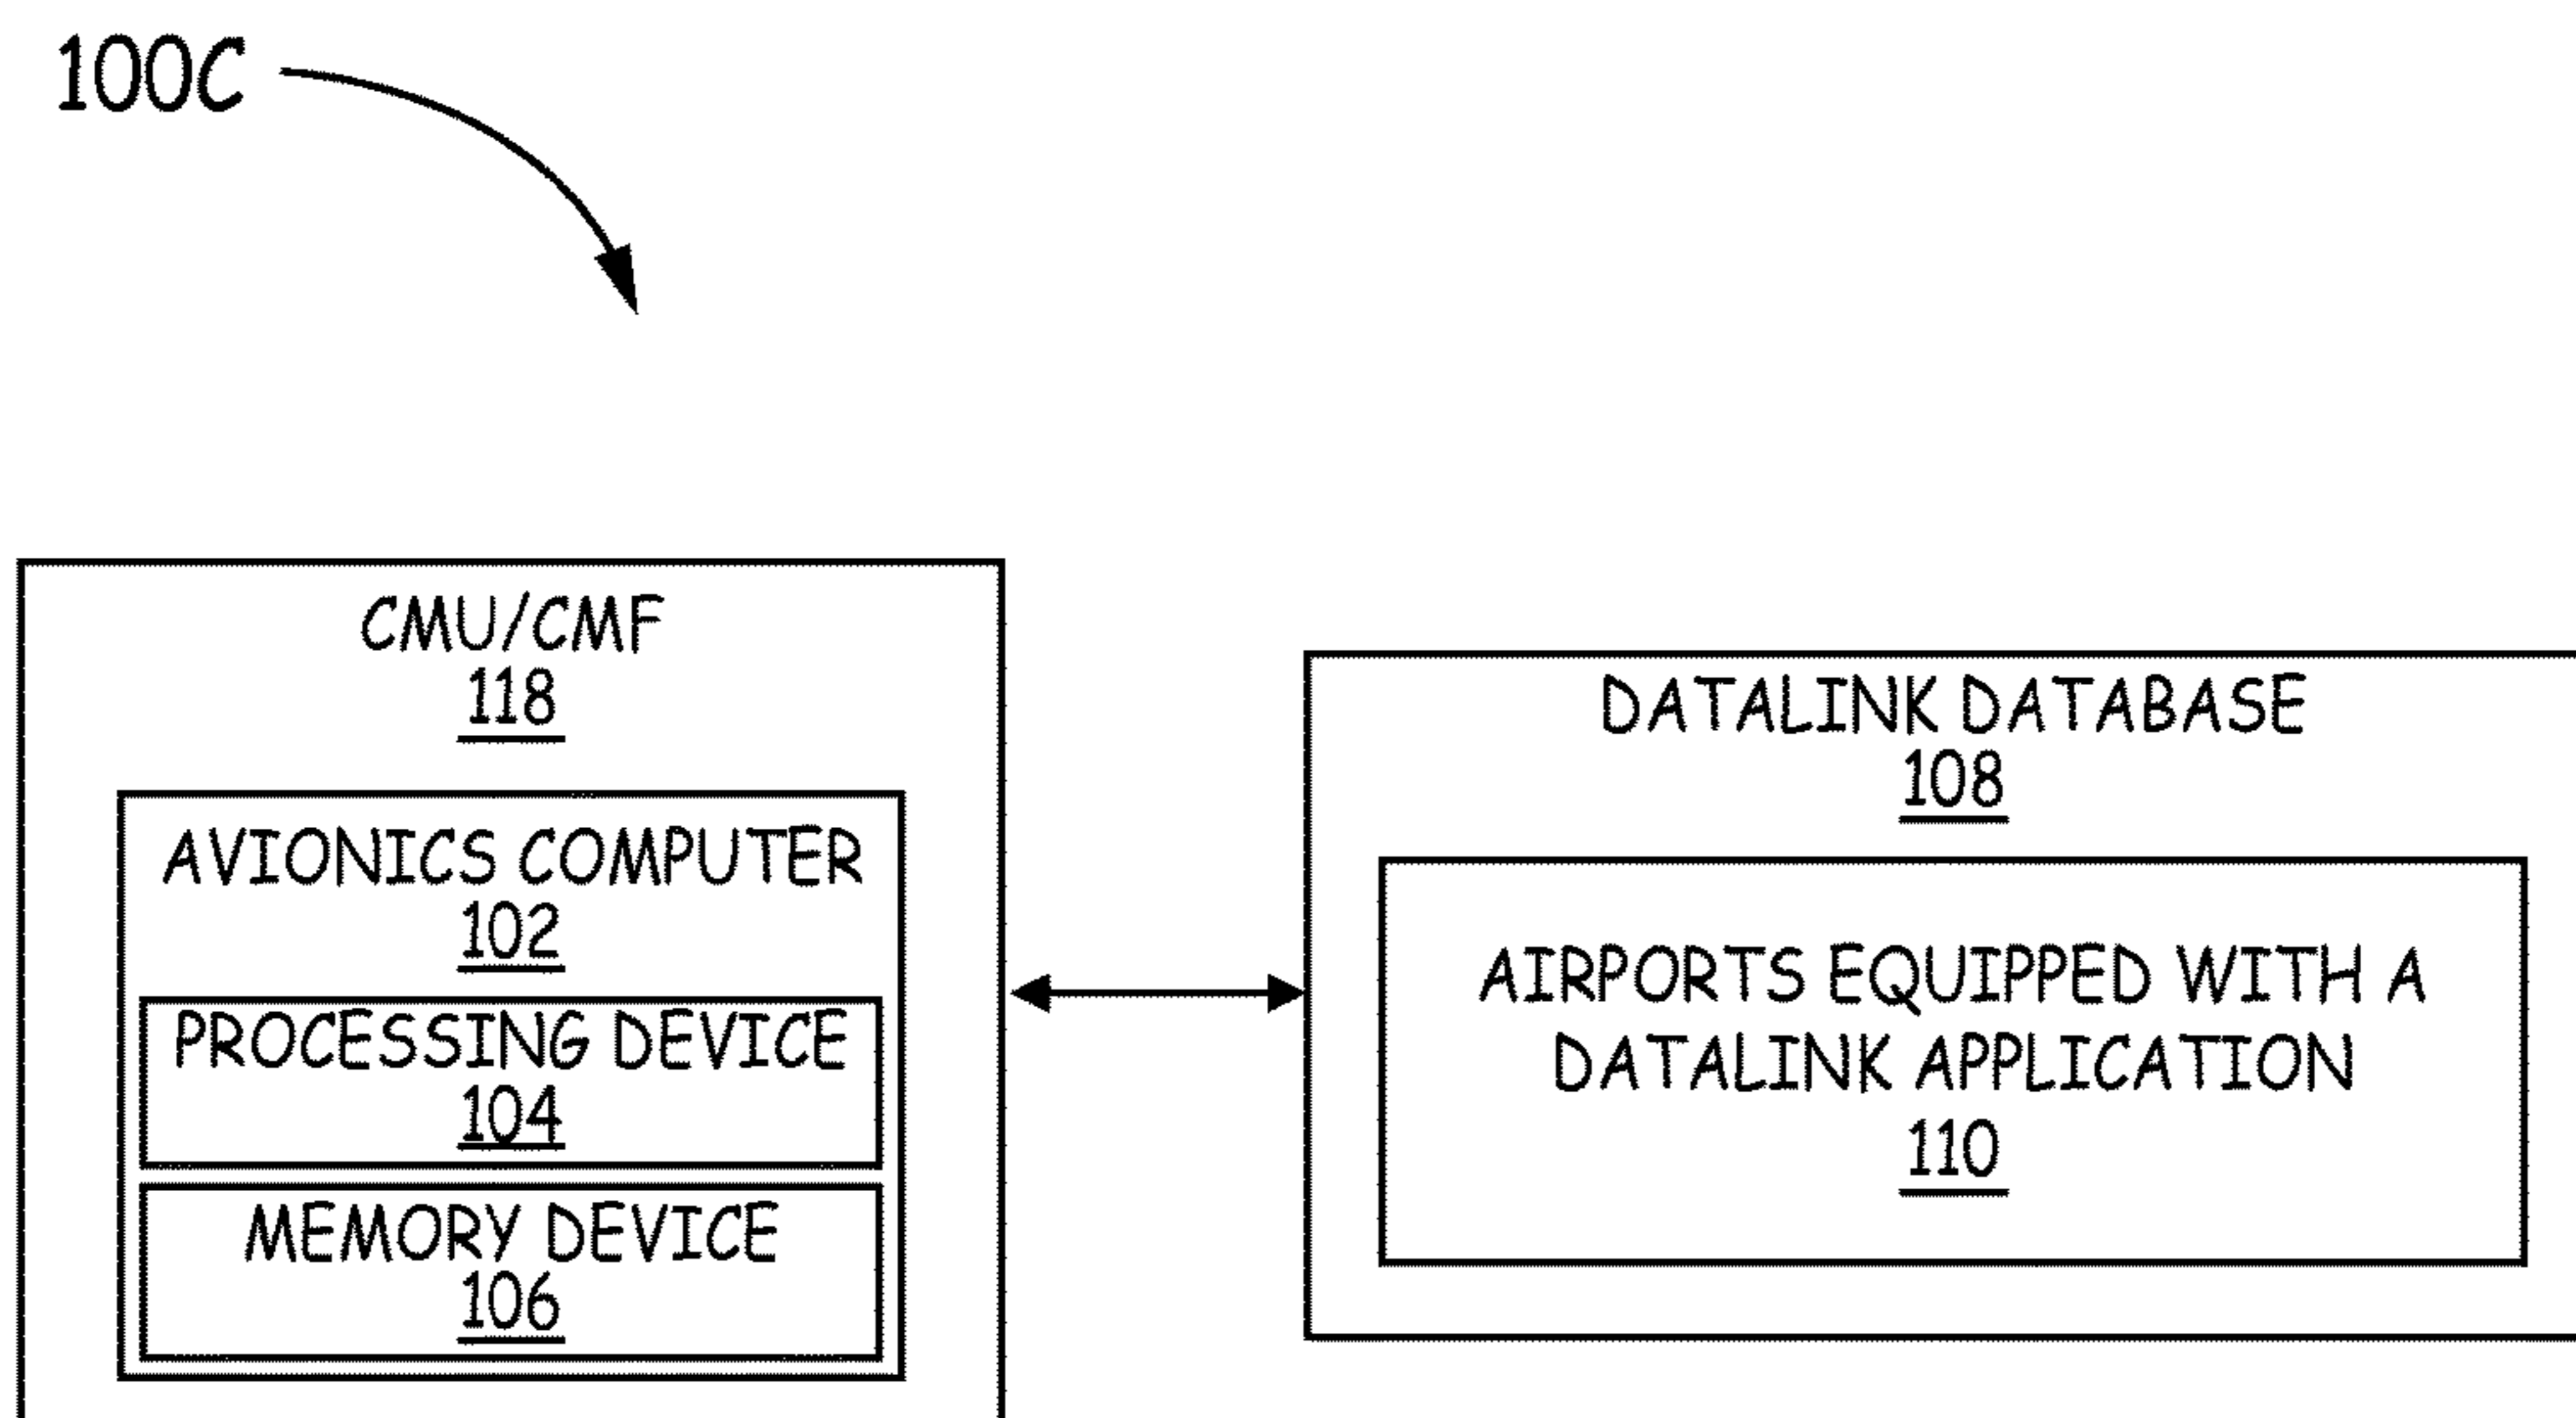 100C
CMU/CMF
118
AVIONICS COMPUTER
102
PROCESSING DEVICE
104
MEMORY DEVICE
106
DATALINK DATABASE
108
AIRPORTS EQUIPPED WITH A
DATALINK APPLICATION
110